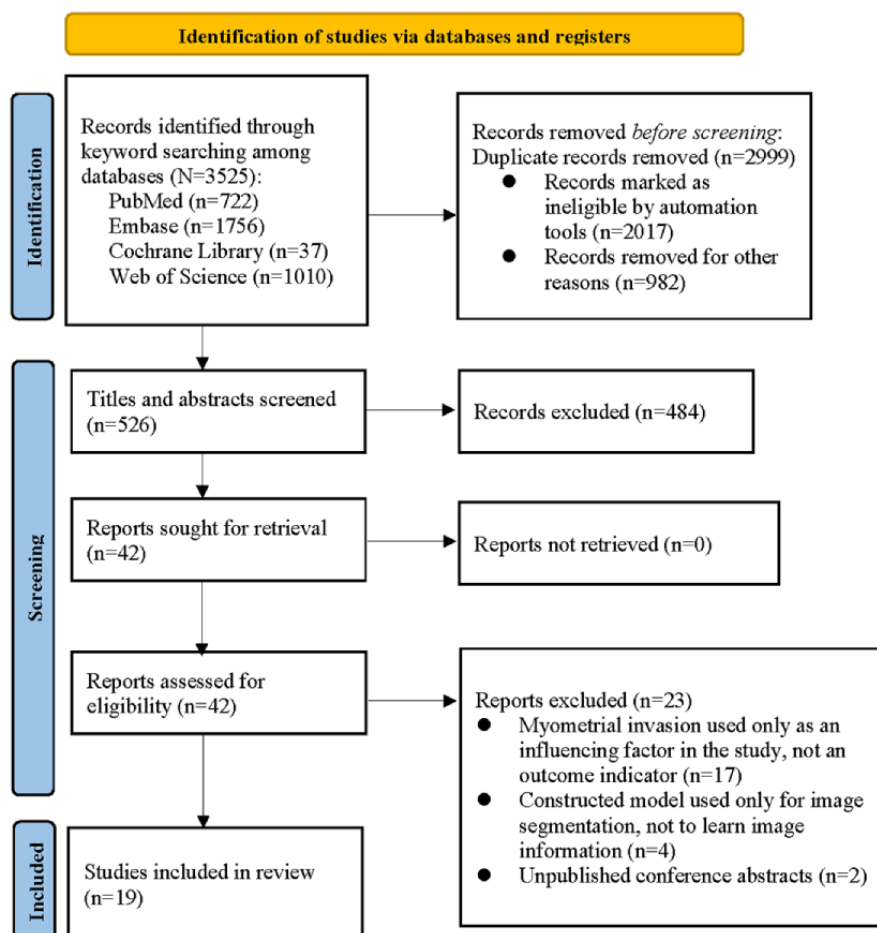 Identification of studies via databases and registers
Identification
Records identified through
keyword searching among
databases (N=3525):
PubMed (n=722)
Embase (n=1756)
Cochrane Library (n=37)
Web of Science (n=1010)
Records removed before screening:
Duplicate records removed (n=2999)
● Records marked as
ineligible by automation
tools (n=2017)
● Records removed for other
reasons (n=982)
Screening
Titles and abstracts screened
(n=526)
Records excluded (n=484)
Reports sought for retrieval
(n=42)
Reports not retrieved (n=0)
Reports assessed for
eligibility (n=42)
Reports excluded (n=23)
● Myometrial invasion used only as an
influencing factor in the study, not an
outcome indicator (n=17)
● Constructed model used only for image
segmentation, not to learn image
information (n=4)
● Unpublished conference abstracts (n=2)
Included
Studies included in review
(n=19)